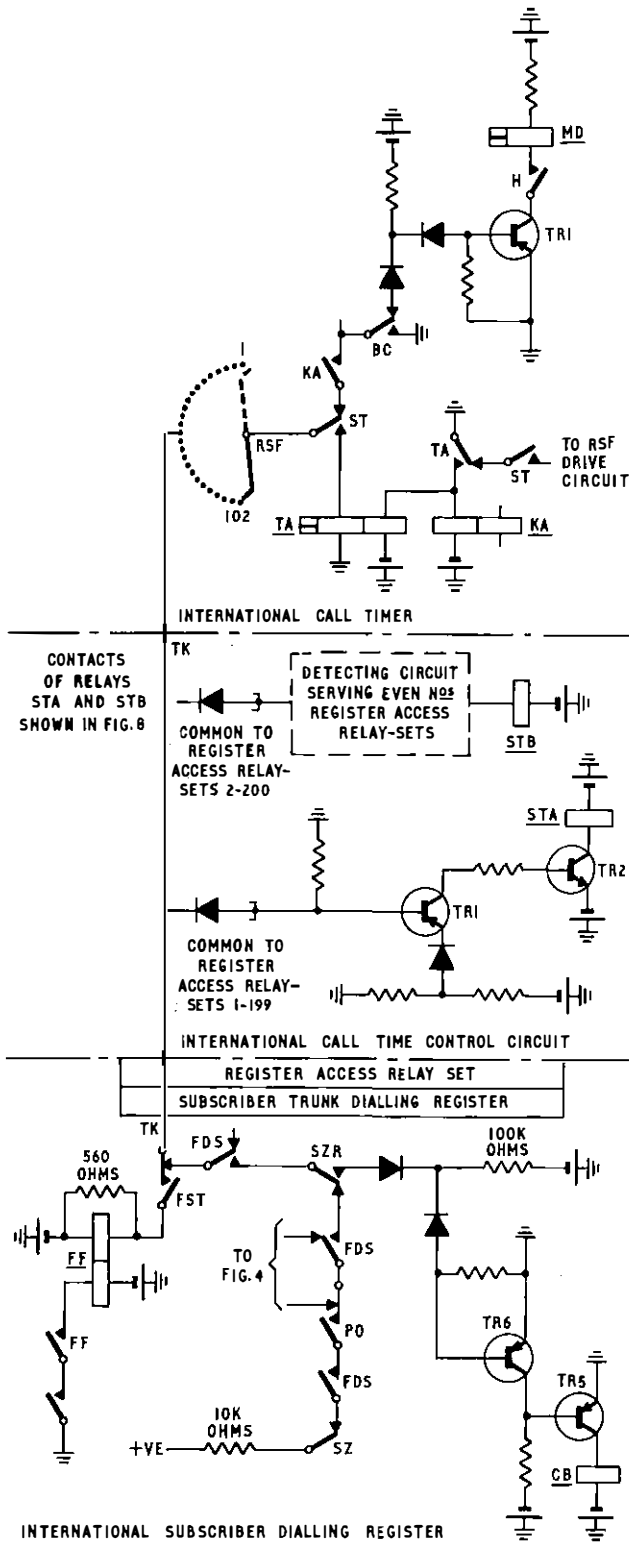 MD
H
TR1
BC
KA
1
ST
RSF
TA
ST
TO RSF
DRIVE
CIRCUIT
102
TA
KA
INTERNATIONAL CALL TIMER
TK
CONTACTS
OF RELAYS
STA AND STB
SHOWN IN FIG.8
DETECTING CIRCUIT
SERVING EVEN NOS
REGISTER ACCESS
RELAY-SETS
STB
COMMON TO
REGISTER
ACCESS RELAY-
SETS 2-200
STA
TR2
TR1
COMMON TO
REGISTER
ACCESS RELAY-
SETS 1-199
INTERNATIONAL CALL TIME CONTROL CIRCUIT
REGISTER ACCESS RELAY SET
SUBSCRIBER TRUNK DIALLING REGISTER
TK
FDS
SZR
100K
OHMS
560
OHMS
FST
FF
TO
FIG.4
FDS
FF
PO
TR6
FDS
TR5
10K
OHMS
+VE
SZ
CB
INTERNATIONAL SUBSCRIBER DIALLING REGISTER